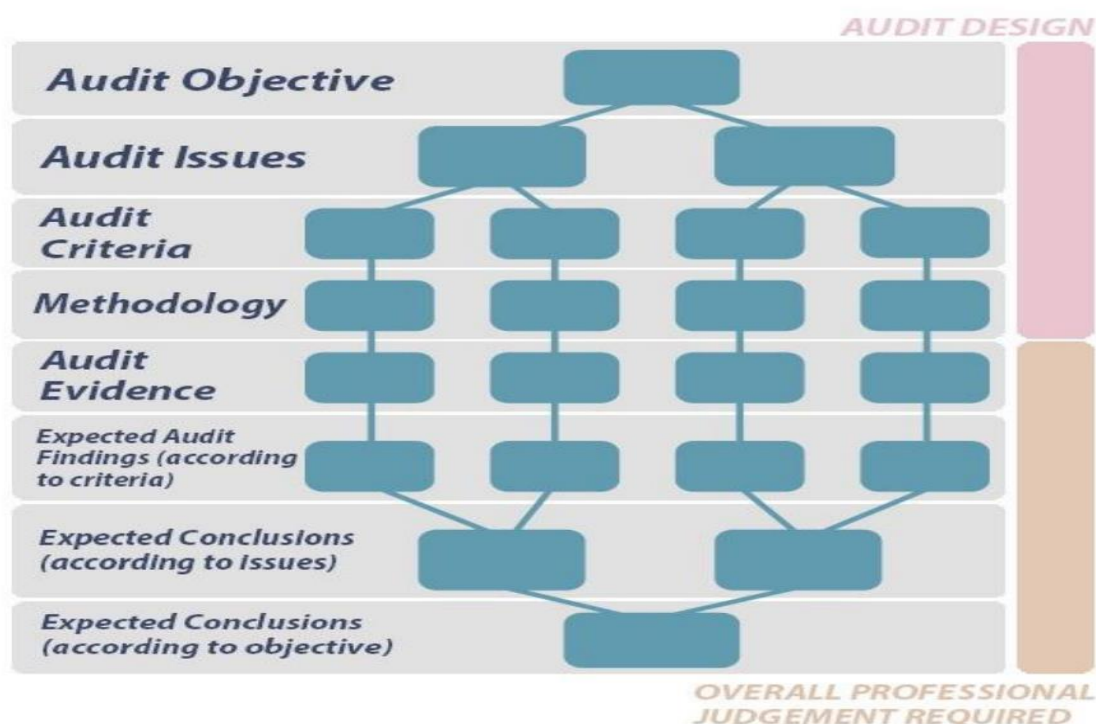 AUDIT DESIGN
Audit Objective
Audit Issues
Audit
Criteria
Methodology
Audit
Evidence
Expected Audit
Findings (according
to criteria)
Expected Conclusions
(according to issues)
Expected Conclusions
(according to objective)
OVERALL PROFESSIONAL
JUDGEMENT REQUIRED